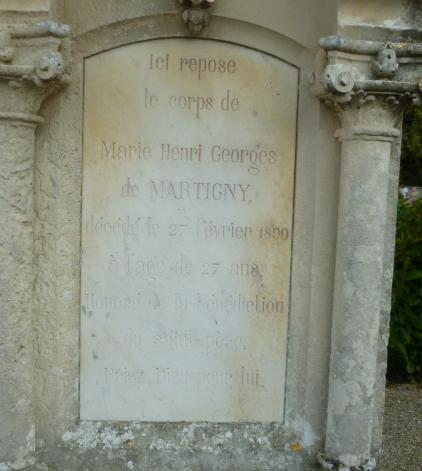 Ici repose
le corps de
Marie Henri Georges
de MARTIGNY,
décédé le 27 février 1890
à l'âge de 27 ans,
Honoré de la bénédiction
du saint père.
Priez Dieu pour lui.